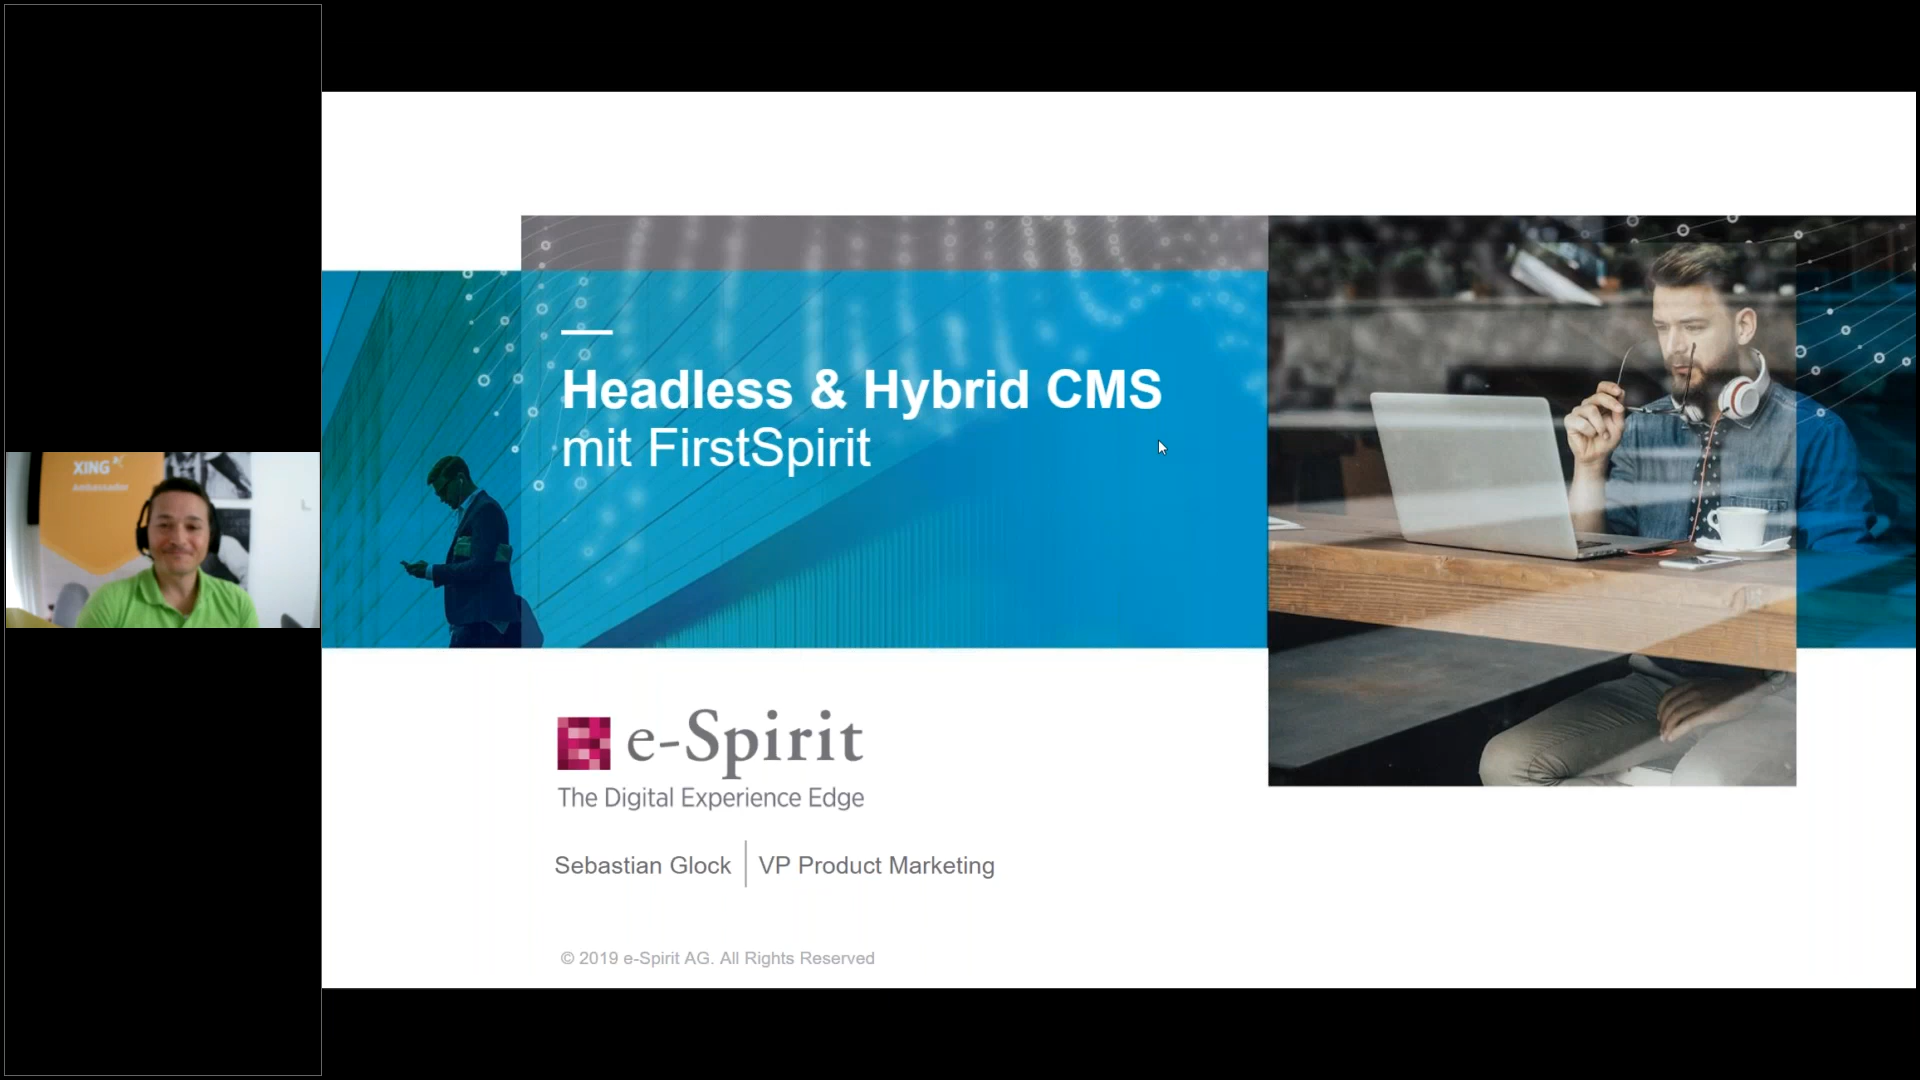 XING
Ambassador
Headless & Hybrid CMS
mit FirstSpirit
e-Spirit
The Digital Experience Edge
Sebastian Glock | VP Product Marketing
© 2019 e-Spirit AG. All Rights Reserved